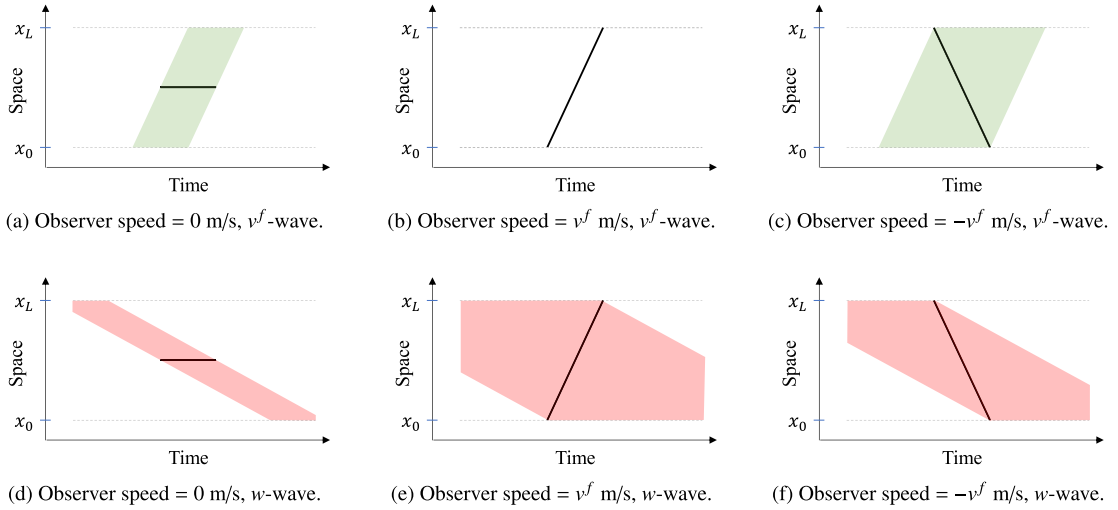 x_L
Space
x_0
Time
(a) Observer speed = 0 m/s, v^f-wave.
x_L
Space
x_0
Time
(b) Observer speed = v^f m/s, v^f-wave.
x_L
Space
x_0
Time
(c) Observer speed = −v^f m/s, v^f-wave.
x_L
Space
x_0
Time
(d) Observer speed = 0 m/s, w-wave.
x_L
Space
x_0
Time
(e) Observer speed = v^f m/s, w-wave.
x_L
Space
x_0
Time
(f) Observer speed = −v^f m/s, w-wave.